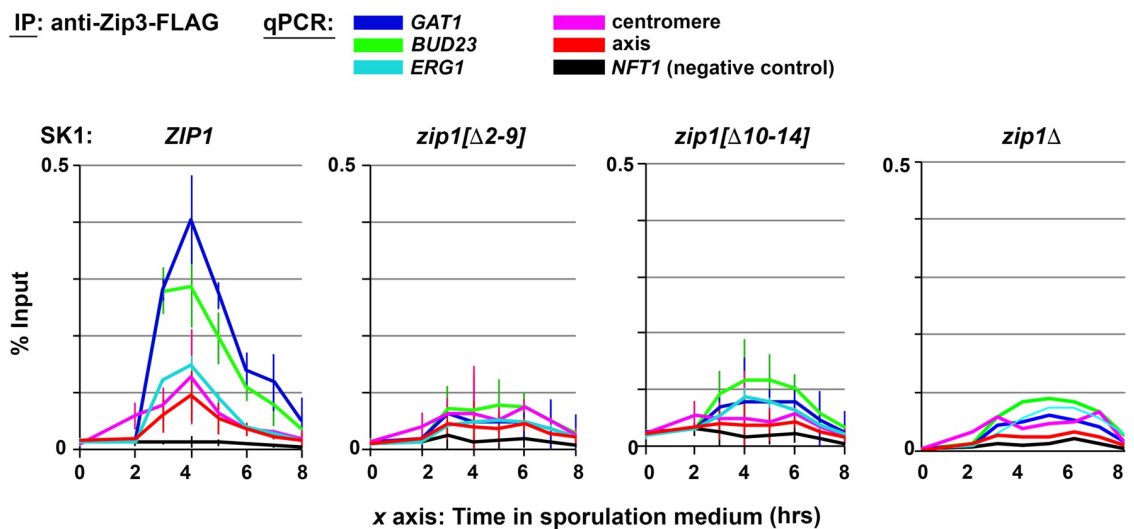 IP: anti-Zip3-FLAG qPCR: GAT1 centromere
BUD23 axis
ERG1 NFT1 (negative control)
SK1: ZIP1 zip1[Δ2-9] zip1[Δ10-14] zip1Δ
0.5 0.5 0.5 0.5
% Input
0 0 0 0
0 2 4 6 8 0 2 4 6 8 0 2 4 6 8 0 2 4 6 8
x axis: Time in sporulation medium (hrs)